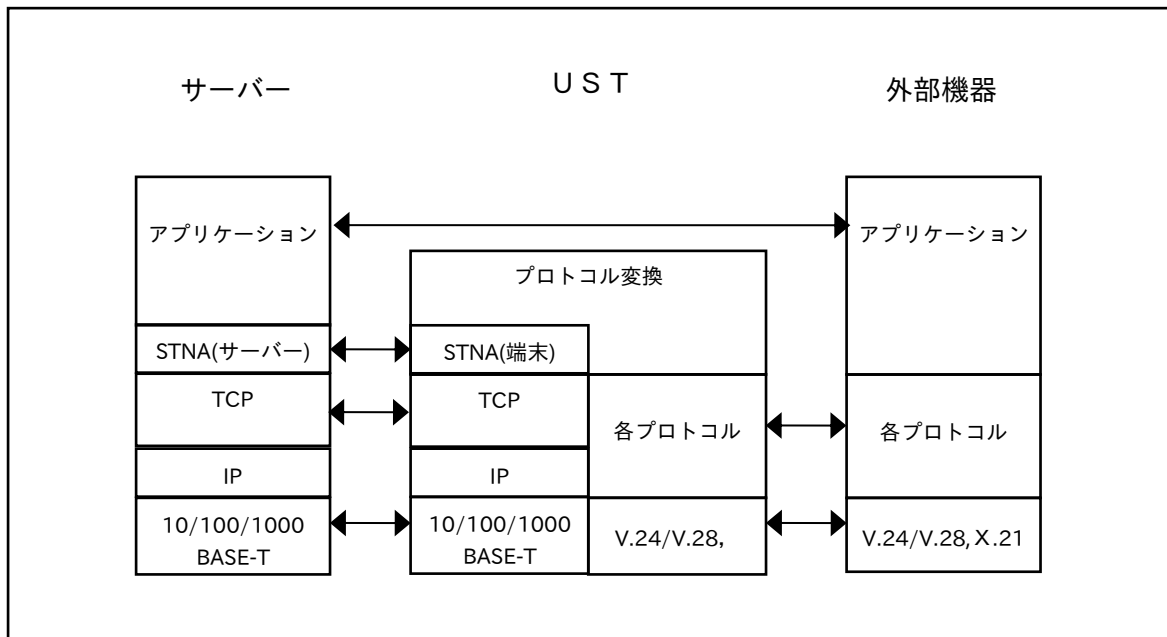 サーバー
ＵＳＴ
外部機器
アプリケーション
アプリケーション
プロトコル変換
STNA(サーバー)
STNA(端末)
TCP
TCP
各プロトコル
各プロトコル
IP
IP
10/100/1000
BASE-T
10/100/1000
BASE-T
V.24/V.28，
V.24/V.28, Ｘ.21